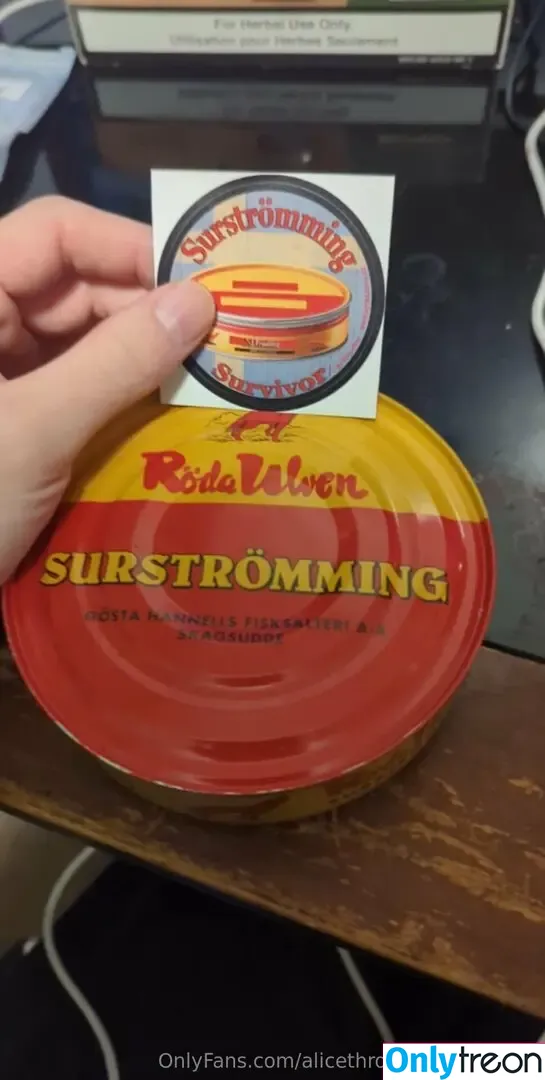 For Herbal Use Only.
Utilisation pour Herbes Seulement
Surströmming
Survivor
Röda Ulven
SURSTRÖMMING
GÖSTA HANNELLS FISKSALTERI A.B.
SKAGSUDDE
OnlyFans.com/alicethro
Onlytreon